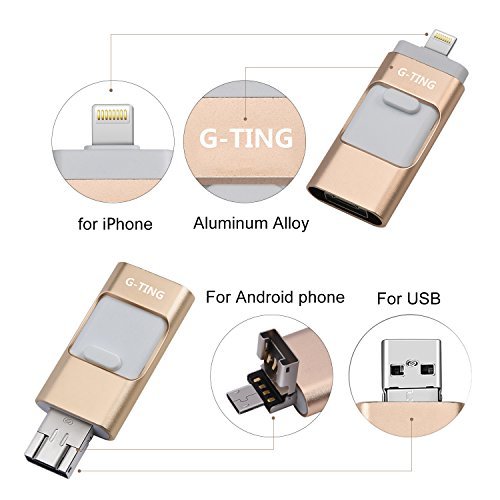 G-TING
G-TING
for iPhone
Aluminum Alloy
G-TING
For Android phone
For USB